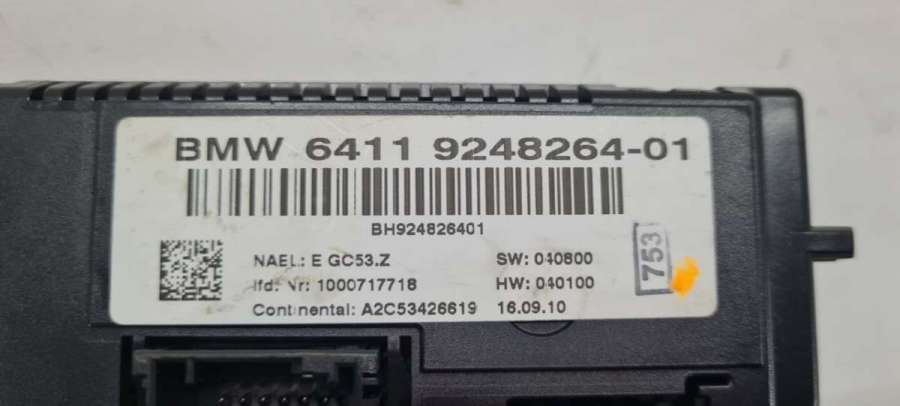 BMW 6411 9248264-01
BH924826401
NAEL: E GC53.Z SW: 040800
lfd: Nr: 1000717718 HW: 040100
Continental: A2C53426619 16.09.10
753